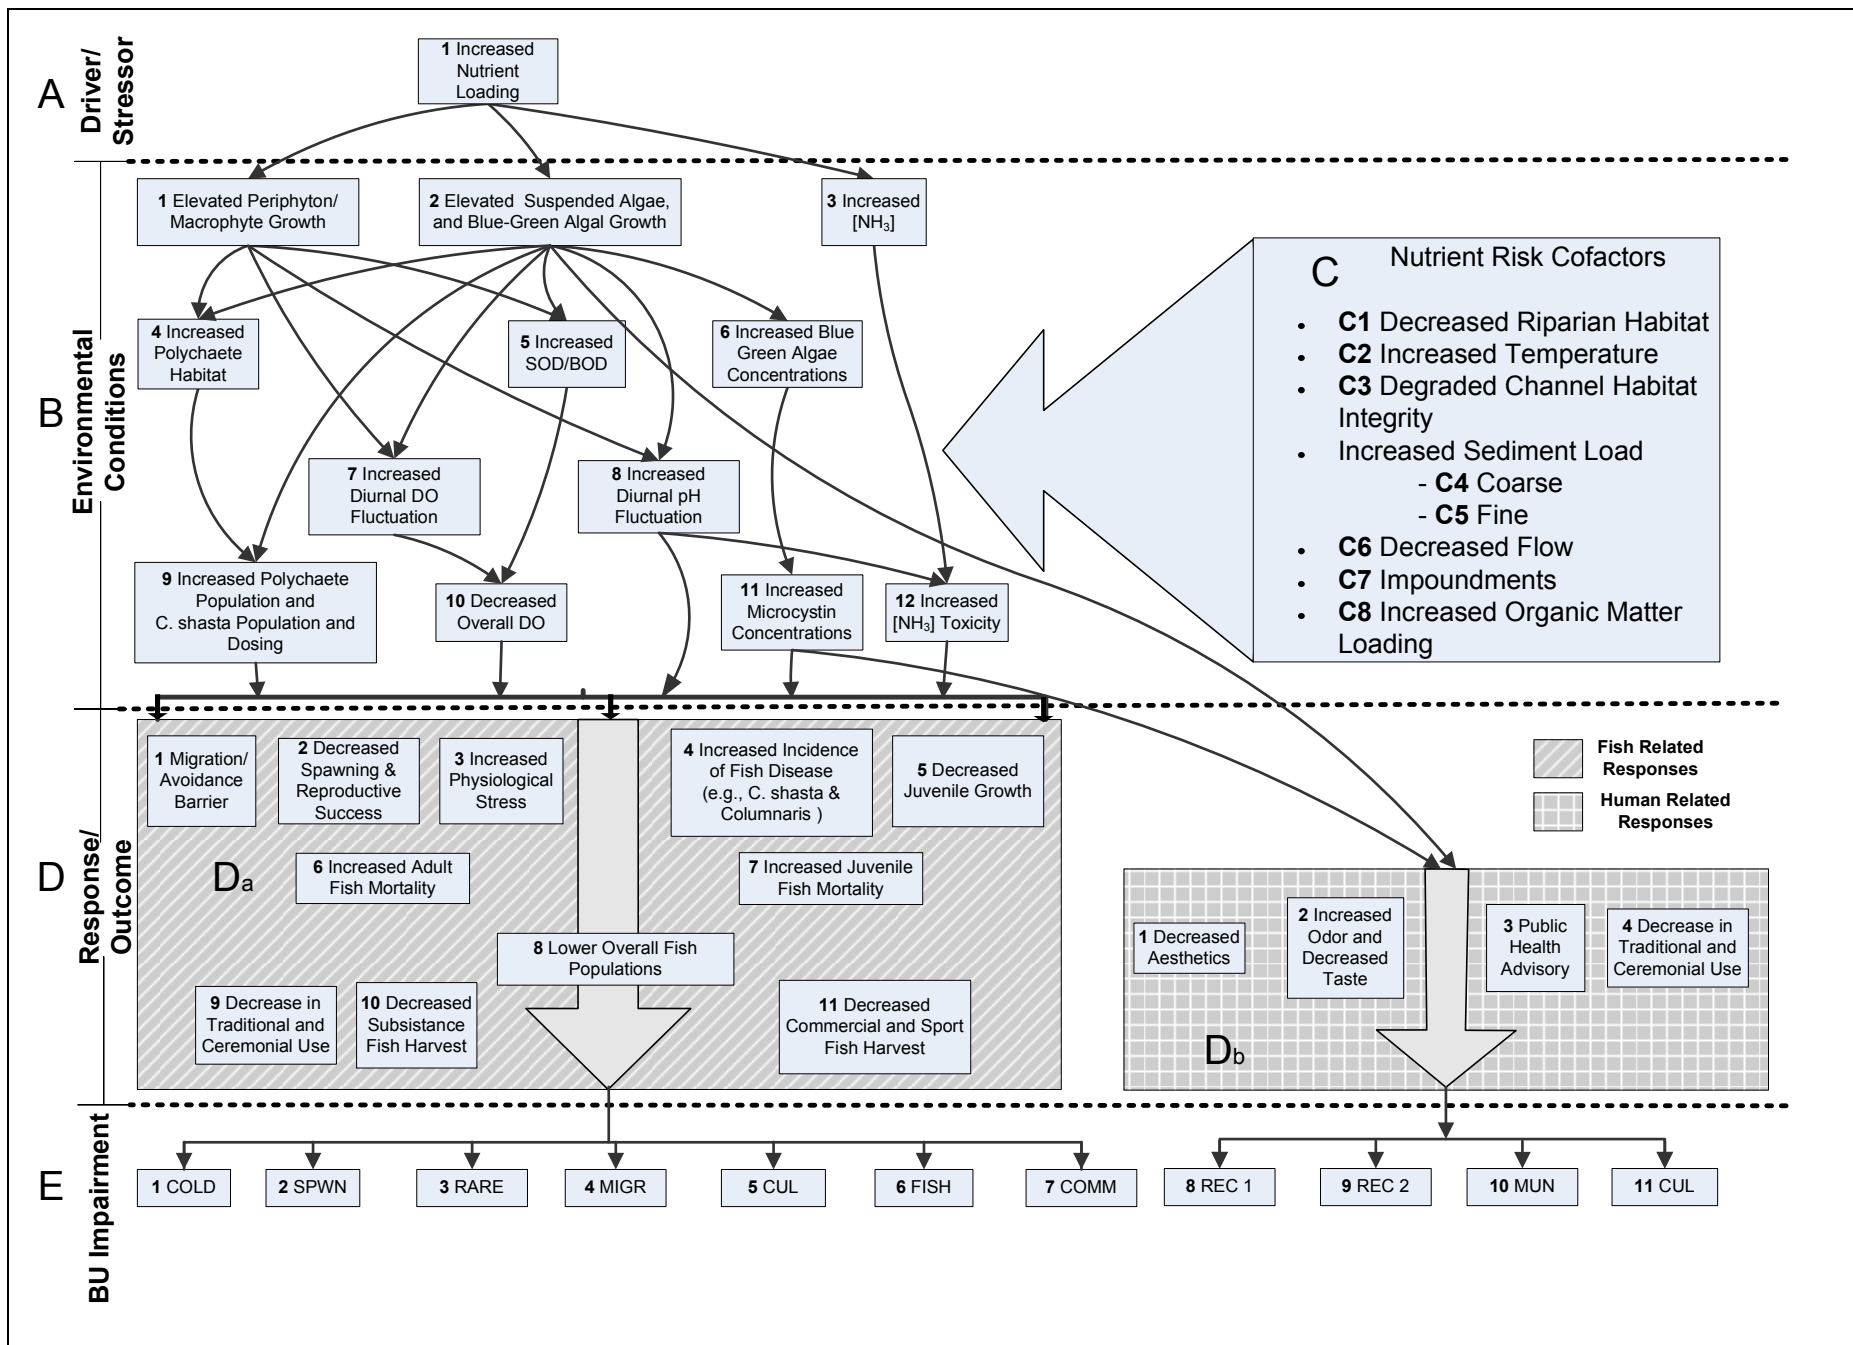 A
Driver/
Stressor
1 Increased
Nutrient
Loading
B
Environmental
Conditions
1 Elevated Periphyton/
Macrophyte Growth
2 Elevated Suspended Algae,
and Blue-Green Algal Growth
3 Increased
[NH3]
4 Increased
Polychaete
Habitat
5 Increased
SOD/BOD
6 Increased Blue
Green Algae
Concentrations
7 Increased
Diurnal DO
Fluctuation
8 Increased
Diurnal pH
Fluctuation
9 Increased Polychaete
Population and
C. shasta Population and
Dosing
10 Decreased
Overall DO
11 Increased
Microcystin
Concentrations
12 Increased
[NH3] Toxicity
C
Nutrient Risk Cofactors
• C1 Decreased Riparian Habitat
• C2 Increased Temperature
• C3 Degraded Channel Habitat
Integrity
• Increased Sediment Load
- C4 Coarse
- C5 Fine
• C6 Decreased Flow
• C7 Impoundments
• C8 Increased Organic Matter
Loading
D
Response/
Outcome
1 Migration/
Avoidance
Barrier
2 Decreased
Spawning &
Reproductive
Success
3 Increased
Physiological
Stress
4 Increased Incidence
of Fish Disease
(e.g., C. shasta &
Columnaris )
5 Decreased
Juvenile Growth
Da
6 Increased Adult
Fish Mortality
7 Increased Juvenile
Fish Mortality
8 Lower Overall Fish
Populations
9 Decrease in
Traditional and
Ceremonial Use
10 Decreased
Subsistance
Fish Harvest
11 Decreased
Commercial and Sport
Fish Harvest
Fish Related
Responses
Human Related
Responses
1 Decreased
Aesthetics
2 Increased
Odor and
Decreased
Taste
3 Public
Health
Advisory
4 Decrease in
Traditional and
Ceremonial Use
Db
E
BU Impairment
1 COLD
2 SPWN
3 RARE
4 MIGR
5 CUL
6 FISH
7 COMM
8 REC 1
9 REC 2
10 MUN
11 CUL